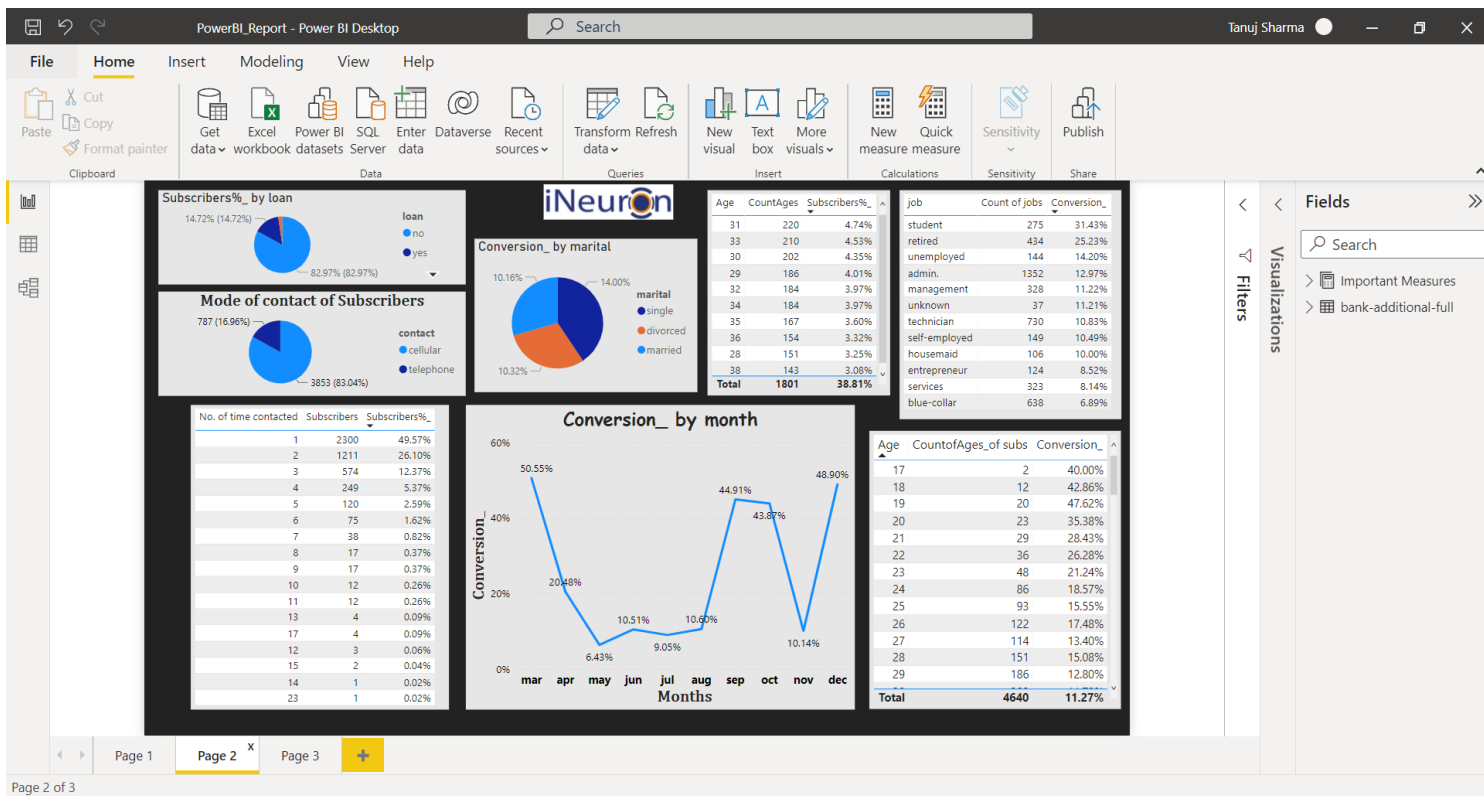 PowerBI_Report - Power BI Desktop
Search
Tanuj Sharma
File Home Insert Modeling View Help
Paste
Cut
Copy
Format painter
Clipboard
Get data
Excel workbook
Power BI datasets
SQL Server
Enter data
Dataverse
Recent sources
Data
Transform data
Refresh
Queries
New visual
Text box
More visuals
Insert
New measure
Quick measure
Calculations
Sensitivity
Sensitivity
Publish
Share
Subscribers%_ by loan
14.72% (14.72%)
82.97% (82.97%)
loan
no
yes
Mode of contact of Subscribers
787 (16.96%)
3853 (83.04%)
contact
cellular
telephone
iNeuron
Conversion_ by marital
10.16%
14.00%
10.32%
marital
single
divorced
married
Age CountAges Subscribers%_
31 220 4.74%
33 210 4.53%
30 202 4.35%
29 186 4.01%
32 184 3.97%
34 184 3.97%
35 167 3.60%
36 154 3.32%
28 151 3.25%
38 143 3.08%
Total 1801 38.81%
job Count of jobs Conversion_
student 275 31.43%
retired 434 25.23%
unemployed 144 14.20%
admin. 1352 12.97%
management 328 11.22%
unknown 37 11.21%
technician 730 10.83%
self-employed 149 10.49%
housemaid 106 10.00%
entrepreneur 124 8.52%
services 323 8.14%
blue-collar 638 6.89%
No. of time contacted Subscribers Subscribers%_
1 2300 49.57%
2 1211 26.10%
3 574 12.37%
4 249 5.37%
5 120 2.59%
6 75 1.62%
7 38 0.82%
8 17 0.37%
9 17 0.37%
10 12 0.26%
11 12 0.26%
13 4 0.09%
17 4 0.09%
12 3 0.06%
15 2 0.04%
14 1 0.02%
23 1 0.02%
Conversion_ by month
Conversion_
60%
40%
20%
0%
50.55%
20.48%
6.43%
10.51%
9.05%
10.60%
44.91%
43.87%
10.14%
48.90%
mar apr may jun jul aug sep oct nov dec
Months
Age CountofAges_of subs Conversion_
17 2 40.00%
18 12 42.86%
19 20 47.62%
20 23 35.38%
21 29 28.43%
22 36 26.28%
23 48 21.24%
24 86 18.57%
25 93 15.55%
26 122 17.48%
27 114 13.40%
28 151 15.08%
29 186 12.80%
Total 4640 11.27%
Filters
Visualizations
Fields
Search
Important Measures
bank-additional-full
Page 1
Page 2 x
Page 3
Page 2 of 3